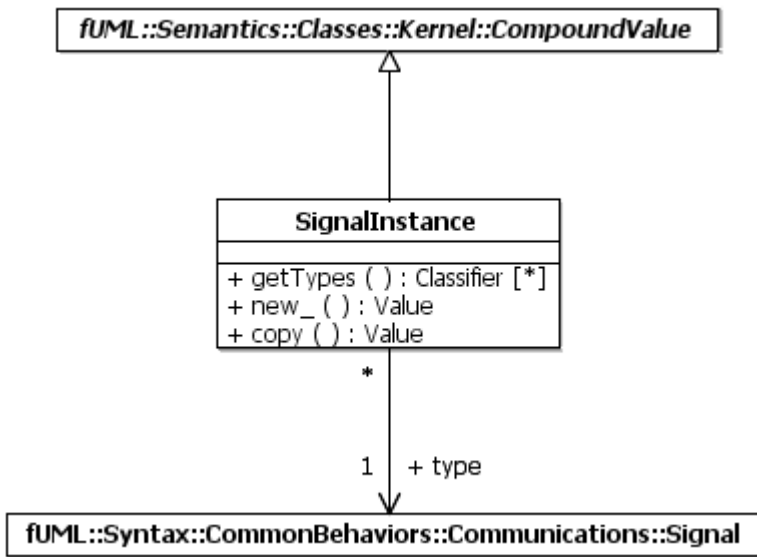 fUML::Semantics::Classes::Kernel::CompoundValue
SignalInstance
+ getTypes ( ) : Classifier [*]
+ new_ ( ) : Value
+ copy ( ) : Value
*
1 + type
fUML::Syntax::CommonBehaviors::Communications::Signal